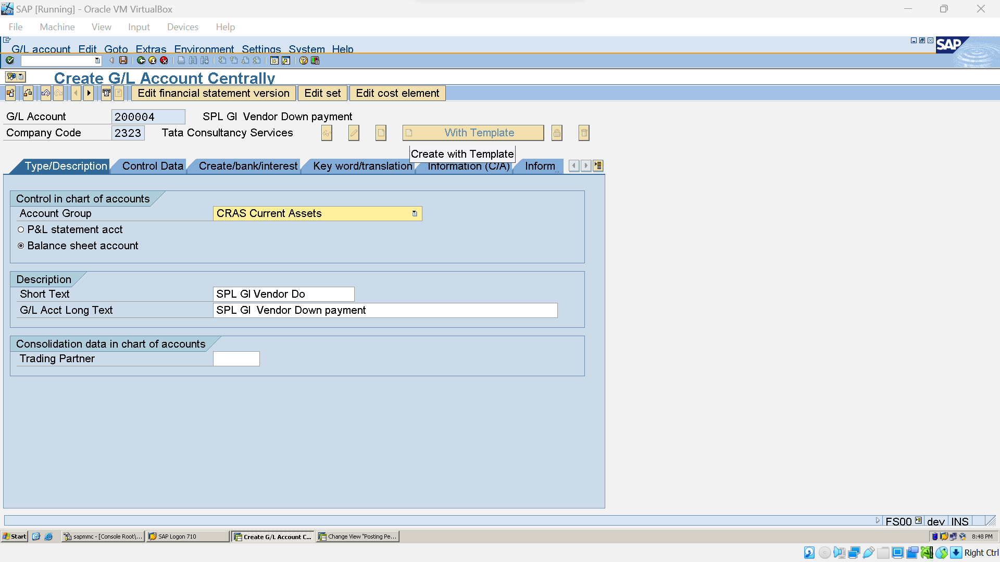 SAP [Running] - Oracle VM VirtualBox
File Machine View Input Devices Help
G/L account Edit Goto Extras Environment Settings System Help
SAP
Create G/L Account Centrally
Edit financial statement version Edit set Edit cost element
G/L Account 200004 SPL Gl Vendor Down payment
Company Code 2323 Tata Consultancy Services With Template
Create with Template
Type/Description Control Data Create/bank/interest Key word/translation Information (C/A) Inform
Control in chart of accounts
Account Group CRAS Current Assets
P&L statement acct
Balance sheet account
Description
Short Text SPL Gl Vendor Do
G/L Acct Long Text SPL Gl Vendor Down payment
Consolidation data in chart of accounts
Trading Partner
FS00 dev INS
Start sapmmc - [Console Root\... SAP Logon 710 Create G/L Account C... Change View "Posting Pe... 8:48 PM
Right Ctrl